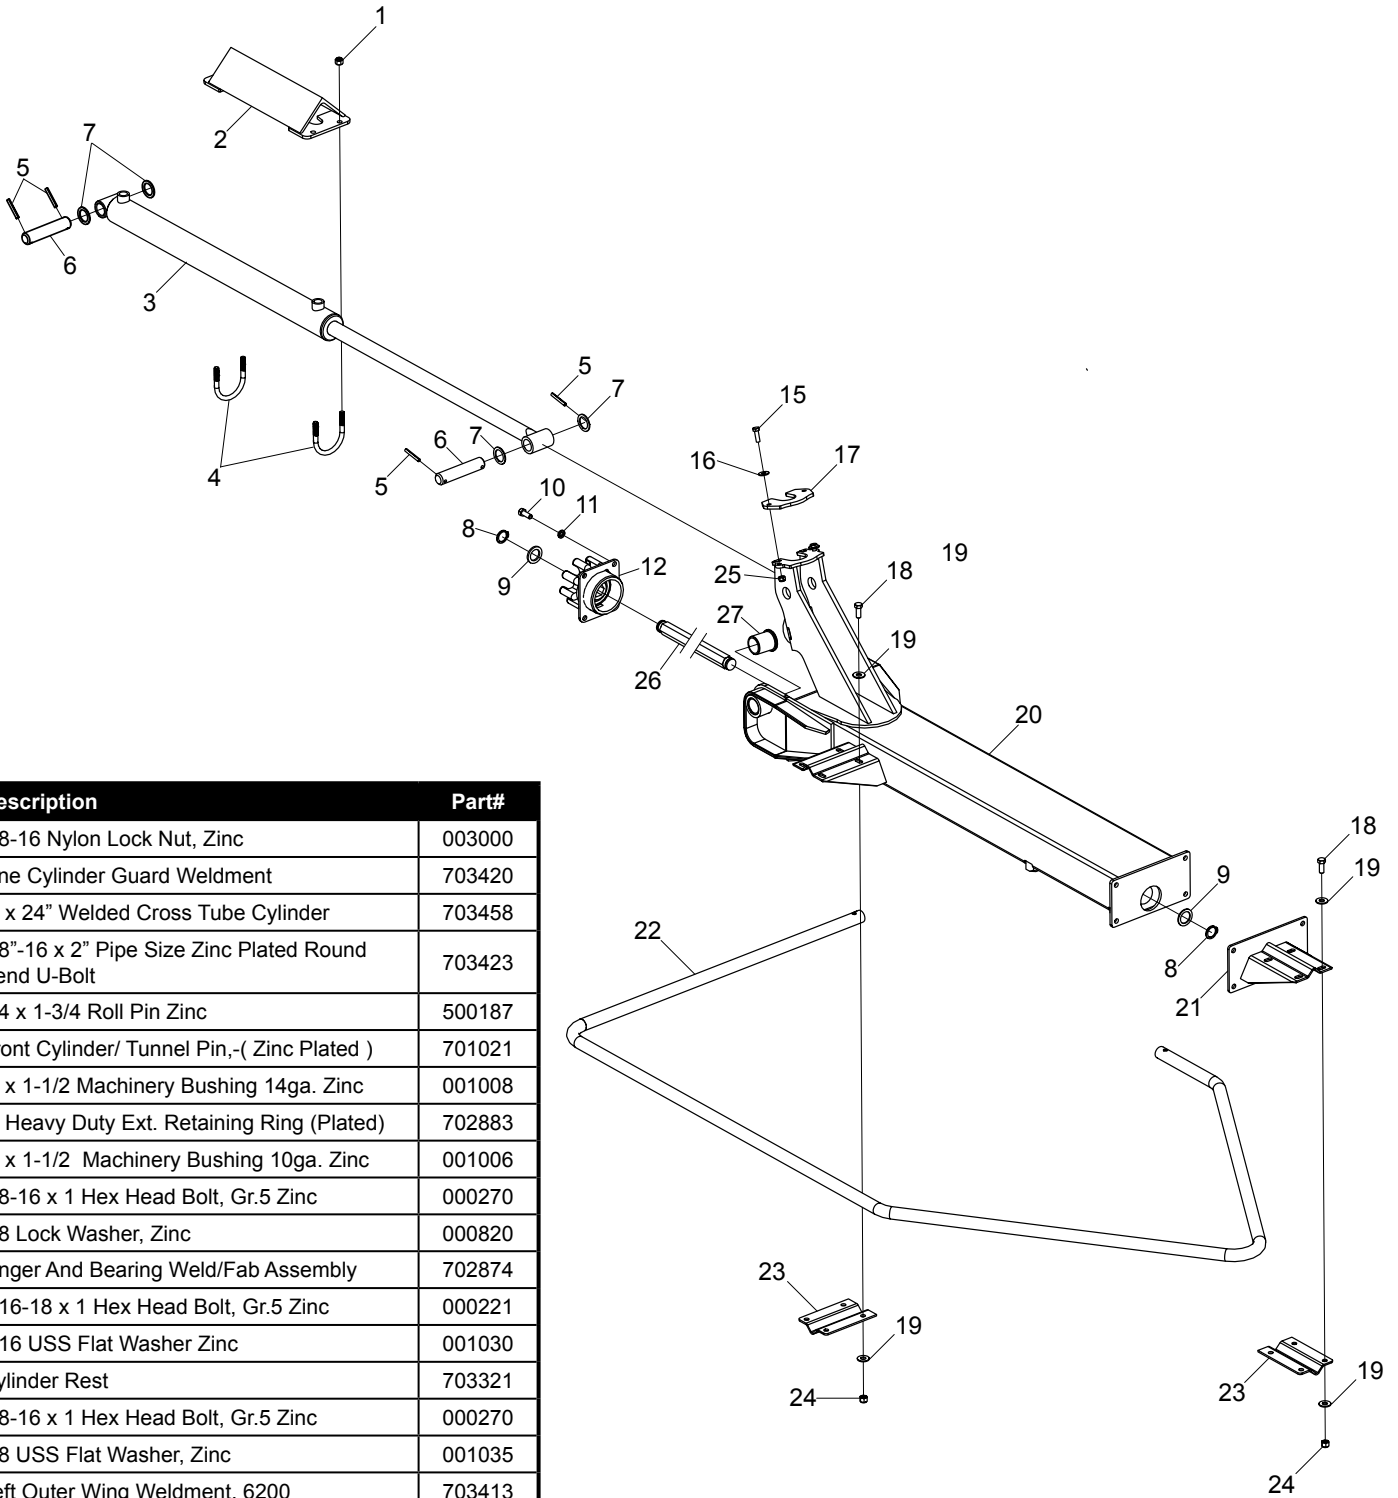 1
2
7
5
6
3
4
5
7
6
7
5
15
16
17
10
11
8
9
12
25
19
18
27
19
26
20
18
19
9
8
21
22
23
19
24
23
19
24
escription Part#
8-16 Nylon Lock Nut, Zinc 003000
ne Cylinder Guard Weldment 703420
x 24” Welded Cross Tube Cylinder 703458
8”-16 x 2” Pipe Size Zinc Plated Round
end U-Bolt 703423
4 x 1-3/4 Roll Pin Zinc 500187
ront Cylinder/ Tunnel Pin,-( Zinc Plated ) 701021
x 1-1/2 Machinery Bushing 14ga. Zinc 001008
Heavy Duty Ext. Retaining Ring (Plated) 702883
x 1-1/2 Machinery Bushing 10ga. Zinc 001006
8-16 x 1 Hex Head Bolt, Gr.5 Zinc 000270
8 Lock Washer, Zinc 000820
nger And Bearing Weld/Fab Assembly 702874
16-18 x 1 Hex Head Bolt, Gr.5 Zinc 000221
16 USS Flat Washer Zinc 001030
ylinder Rest 703321
8-16 x 1 Hex Head Bolt, Gr.5 Zinc 000270
8 USS Flat Washer, Zinc 001035
eft Outer Wing Weldment, 6200 703413